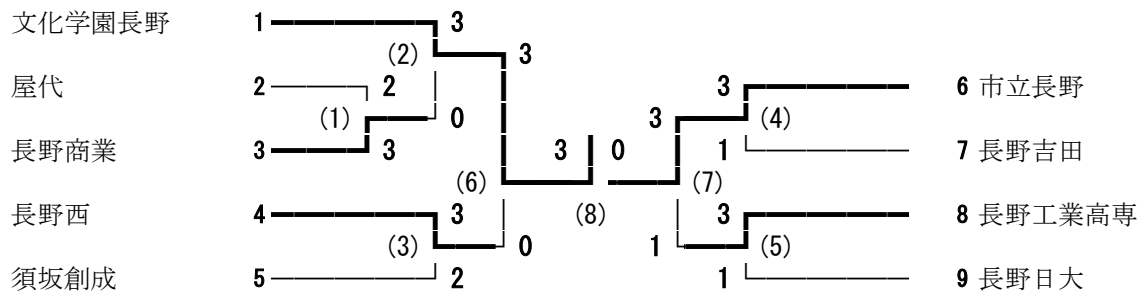 文化学園長野 1 3
(2) 3
屋代 2 2 3 6 市立長野
(1) 0 3 (4)
長野商業 3 3 3 0 1 7 長野吉田
(6) (7)
長野西 4 3 (8) 3 8 長野工業高専
(3) 0 1 (5)
須坂創成 5 2 1 9 長野日大